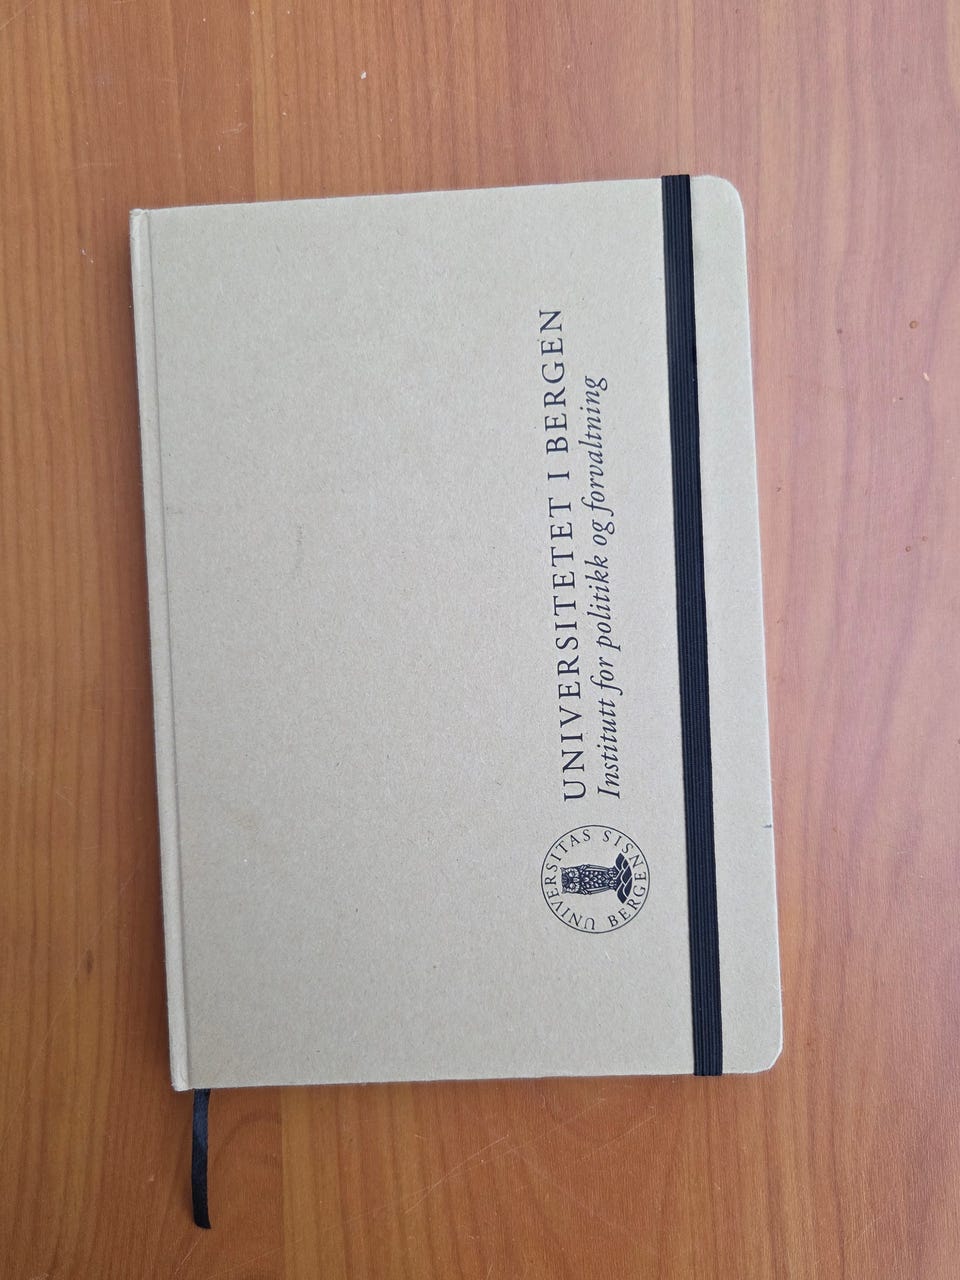 UNIVERSITETET I BERGEN
Institutt for politikk og forvaltning
UNIVERSITAS BERGENSIS